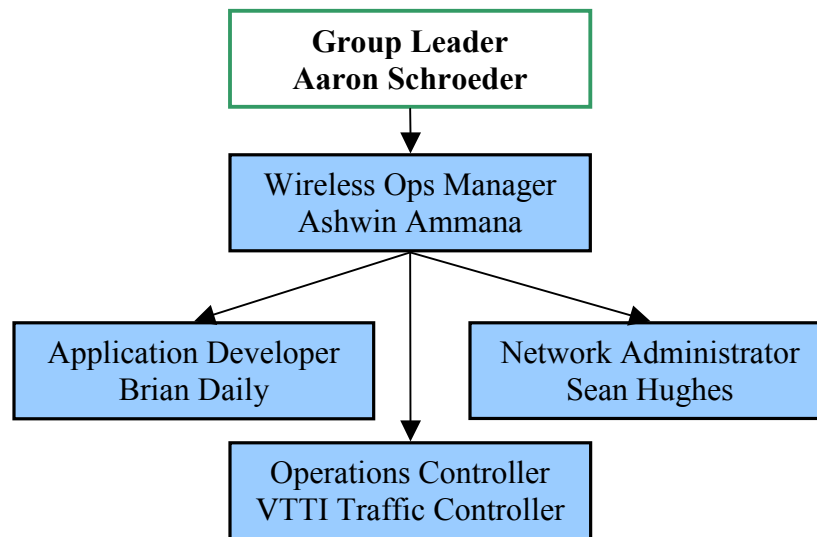 Group Leader
Aaron Schroeder
Wireless Ops Manager
Ashwin Ammana
Application Developer
Brian Daily
Network Administrator
Sean Hughes
Operations Controller
VTTI Traffic Controller